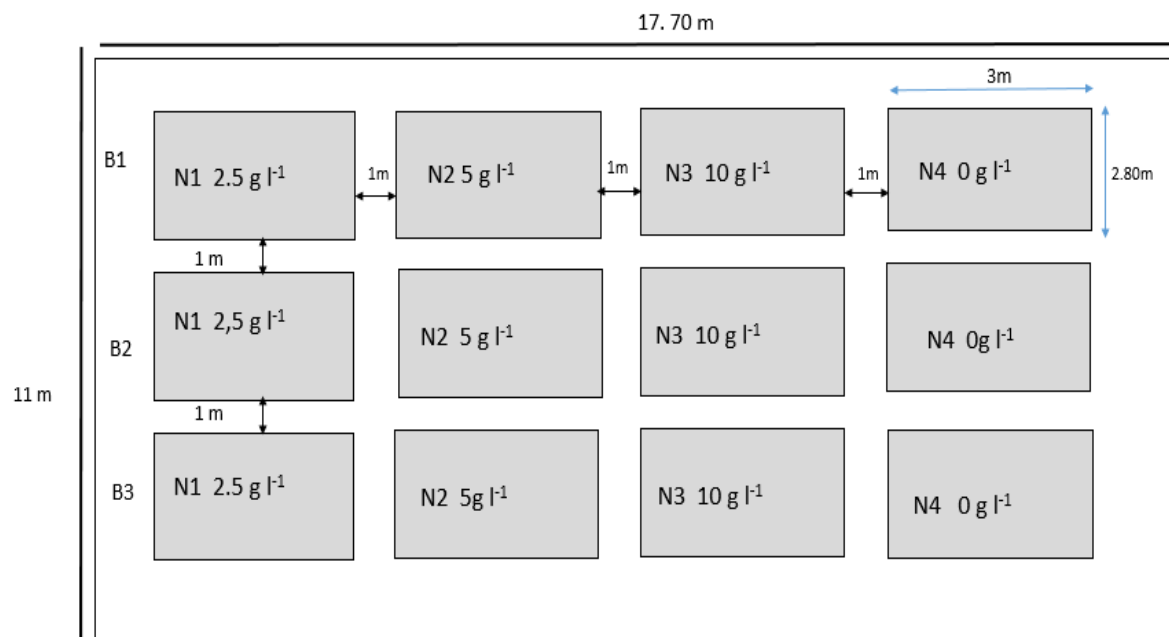 17. 70 m
3m
B1
N1 2.5 g l⁻¹
1m
N2 5 g l⁻¹
1m
N3 10 g l⁻¹
1m
N4 0 g l⁻¹
2.80m
1 m
B2
N1 2,5 g l⁻¹
N2 5 g l⁻¹
N3 10 g l⁻¹
N4 0g l⁻¹
11 m
1 m
B3
N1 2.5 g l⁻¹
N2 5g l⁻¹
N3 10 g l⁻¹
N4 0 g l⁻¹